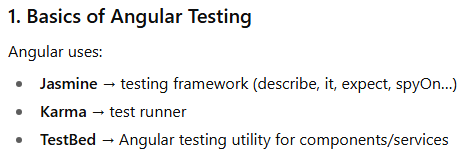 1. Basics of Angular Testing
Angular uses:
• Jasmine → testing framework (describe, it, expect, spyOn...)
• Karma → test runner
• TestBed → Angular testing utility for components/services